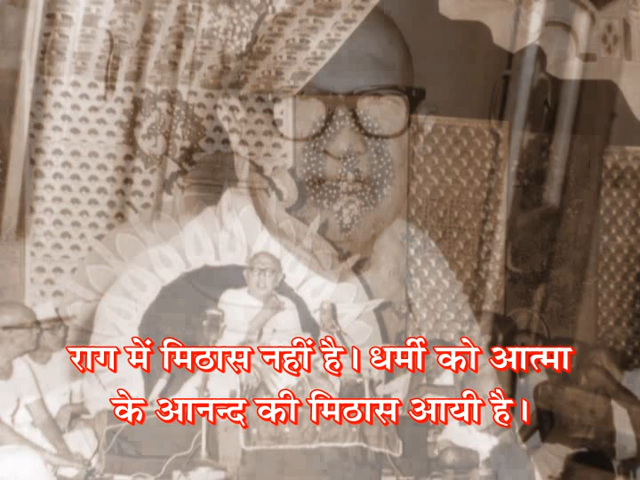 राग में मिठास नहीं है। धर्मी को आत्मा
के आनन्द की मिठास आयी है।